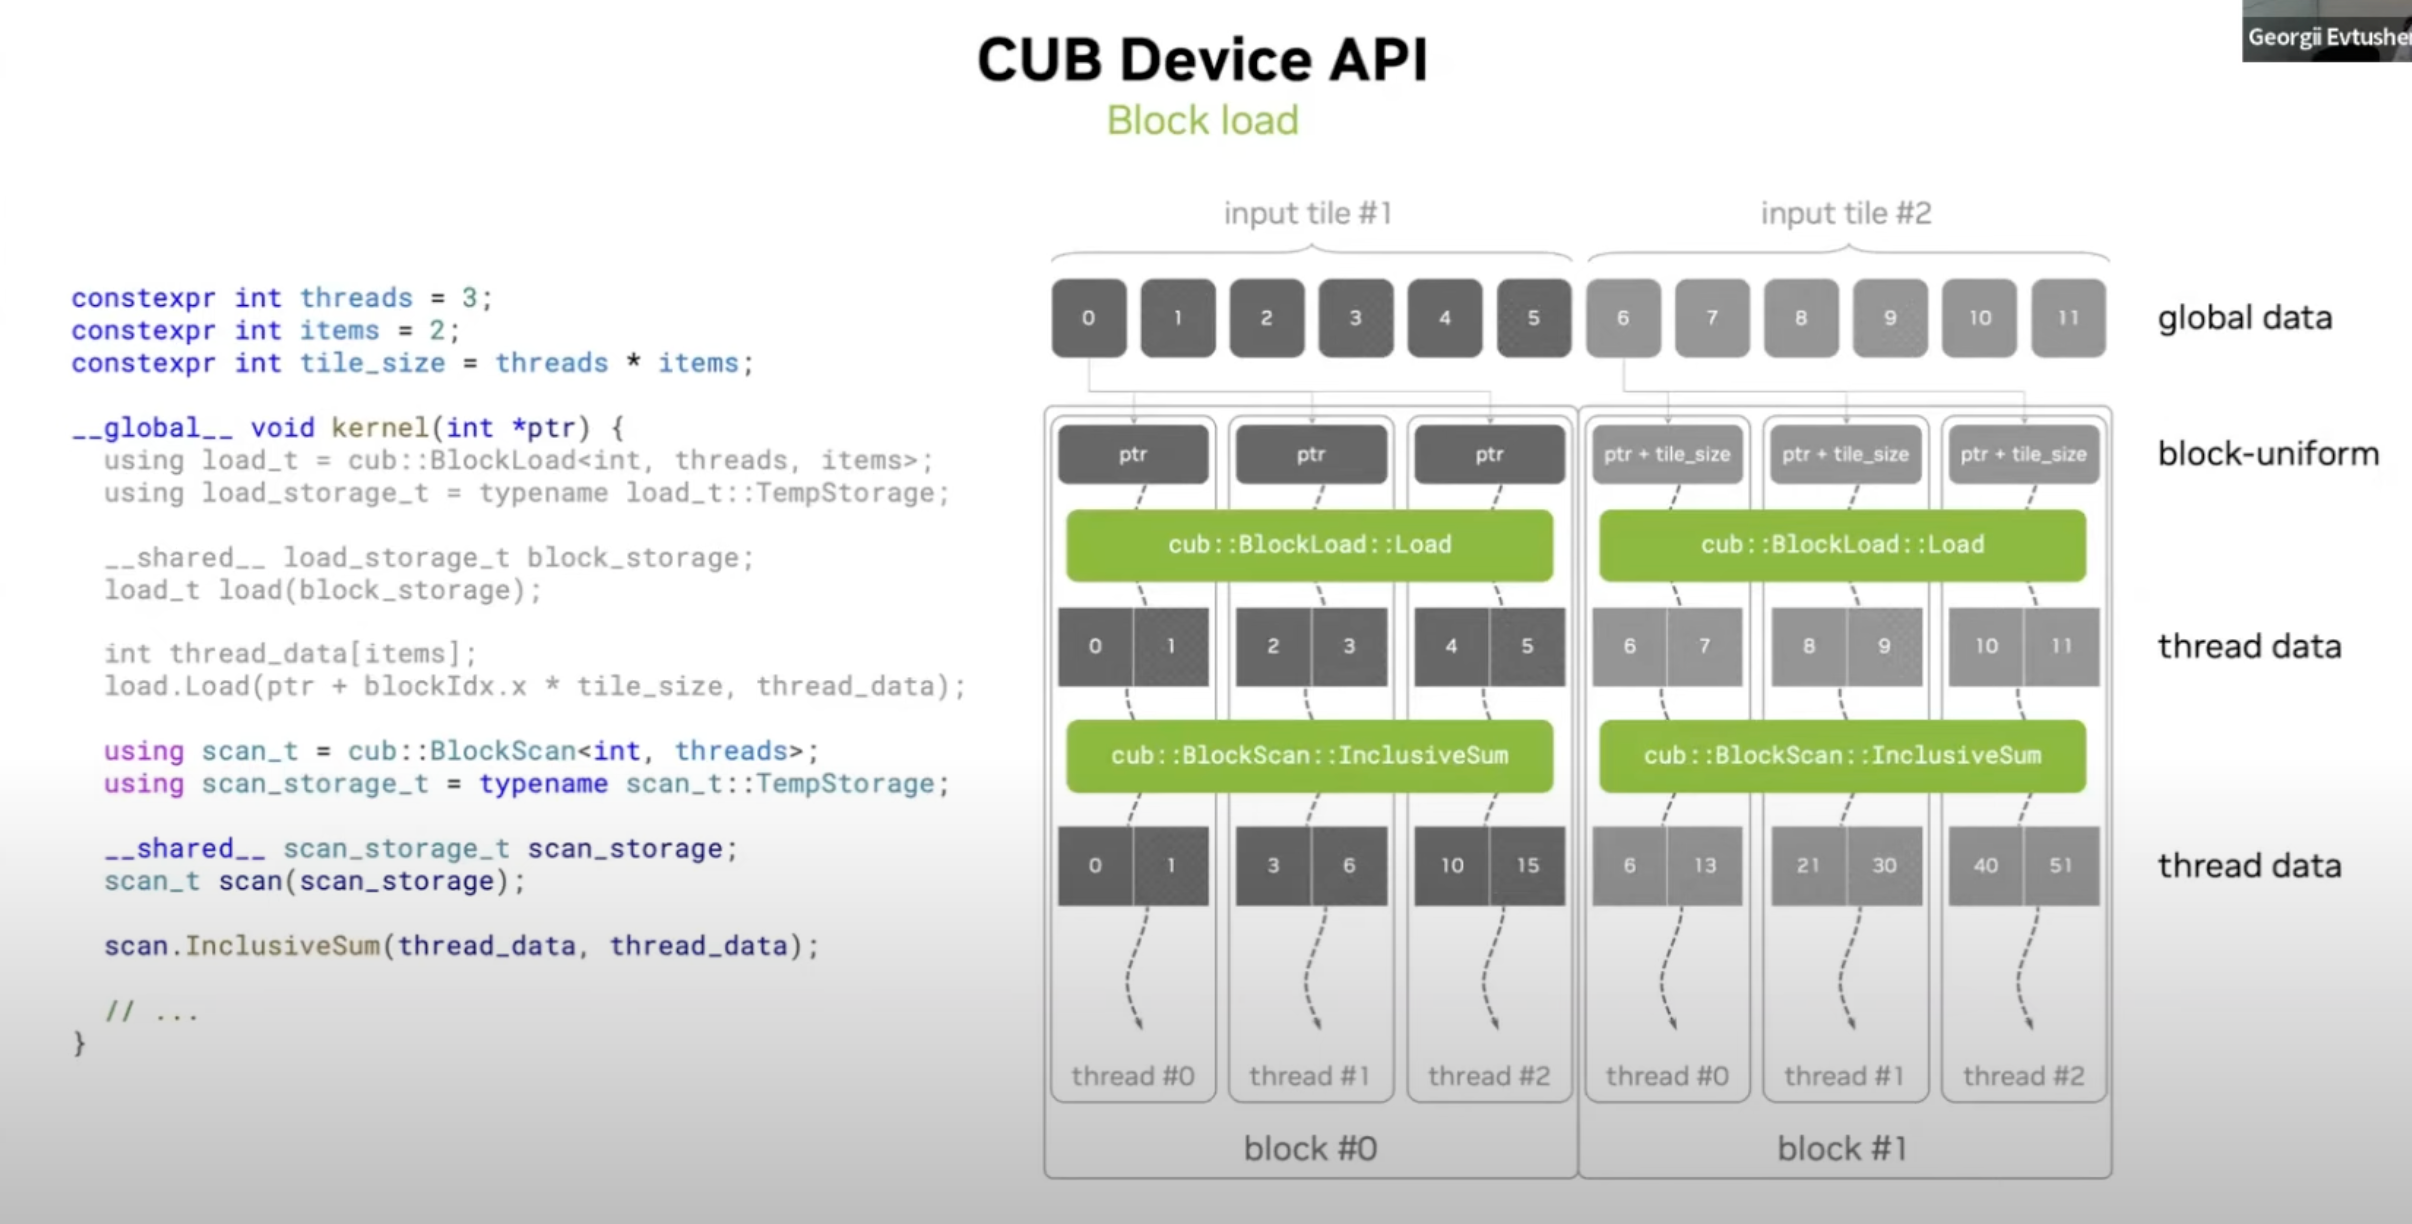 CUB Device API
Block load
Georgii Evtushe
constexpr int threads = 3;
constexpr int items = 2;
constexpr int tile_size = threads * items;
__global__ void kernel(int *ptr) {
using load_t = cub::BlockLoad<int, threads, items>;
using load_storage_t = typename load_t::TempStorage;
__shared__ load_storage_t block_storage;
load_t load(block_storage);
int thread_data[items];
load.Load(ptr + blockIdx.x * tile_size, thread_data);
using scan_t = cub::BlockScan<int, threads>;
using scan_storage_t = typename scan_t::TempStorage;
__shared__ scan_storage_t scan_storage;
scan_t scan(scan_storage);
scan.InclusiveSum(thread_data, thread_data);
// ...
}
input tile #1 input tile #2
0 1 2 3 4 5 6 7 8 9 10 11 global data
ptr ptr ptr ptr + tile_size ptr + tile_size ptr + tile_size block-uniform
cub::BlockLoad::Load cub::BlockLoad::Load
0 1 2 3 4 5 6 7 8 9 10 11 thread data
cub::BlockScan::InclusiveSum cub::BlockScan::InclusiveSum
0 1 3 6 10 15 6 13 21 30 40 51 thread data
thread #0 thread #1 thread #2 thread #0 thread #1 thread #2
block #0 block #1